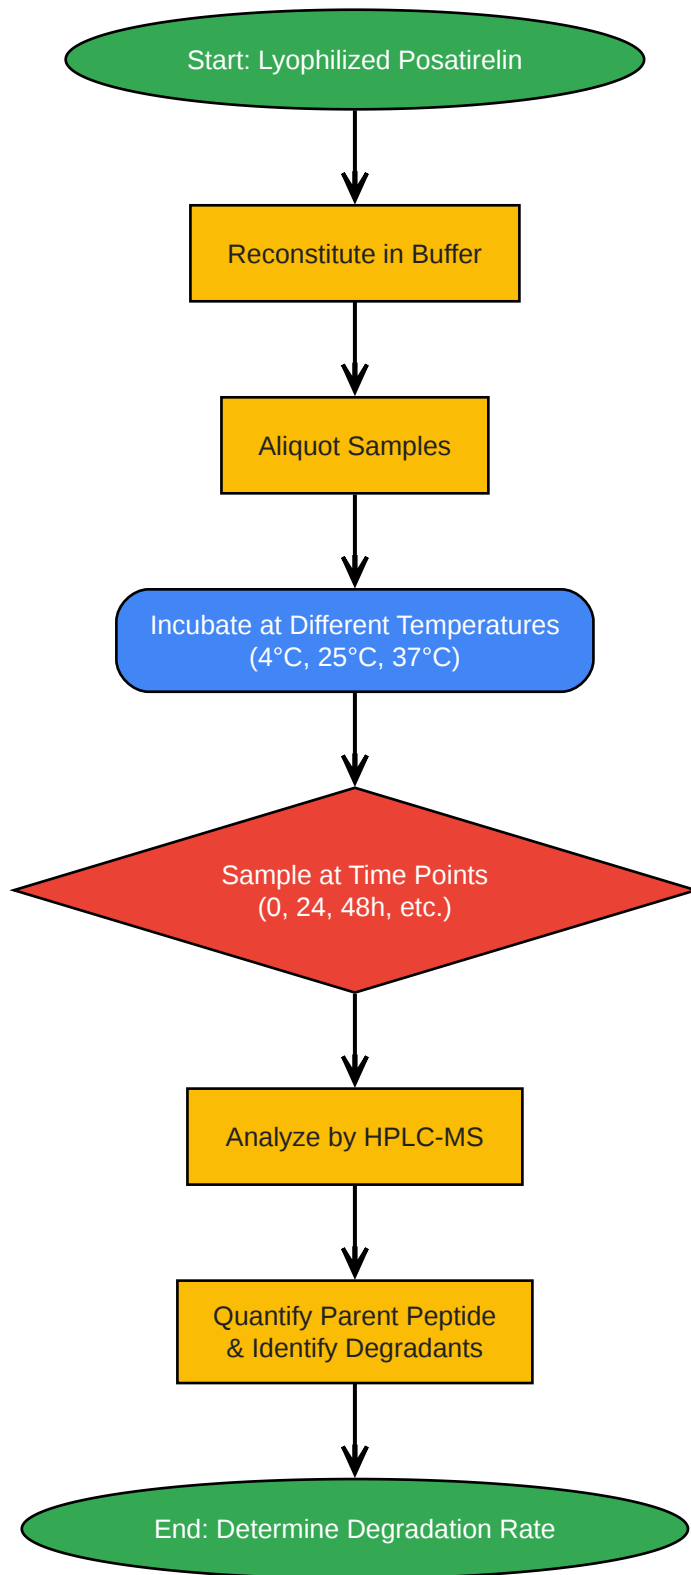 Start: Lyophilized Posatirelin
Reconstitute in Buffer
Aliquot Samples
Incubate at Different Temperatures
(4°C, 25°C, 37°C)
Sample at Time Points
(0, 24, 48h, etc.)
Analyze by HPLC-MS
Quantify Parent Peptide
& Identify Degradants
End: Determine Degradation Rate